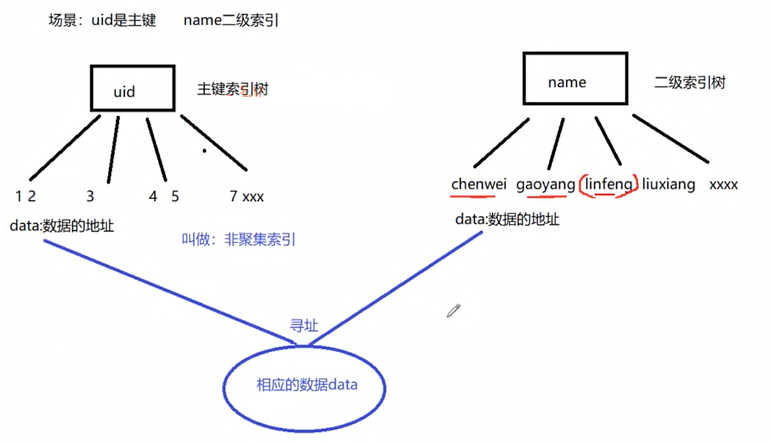 场景：uid是主键 name二级索引
uid
主键索引树
name
二级索引树
1 2 3 4 5 7 xxx
data:数据的地址
chenwei gaoyang linfeng liuxiang xxxx
data:数据的地址
叫做：非聚集索引
寻址
相应的数据data